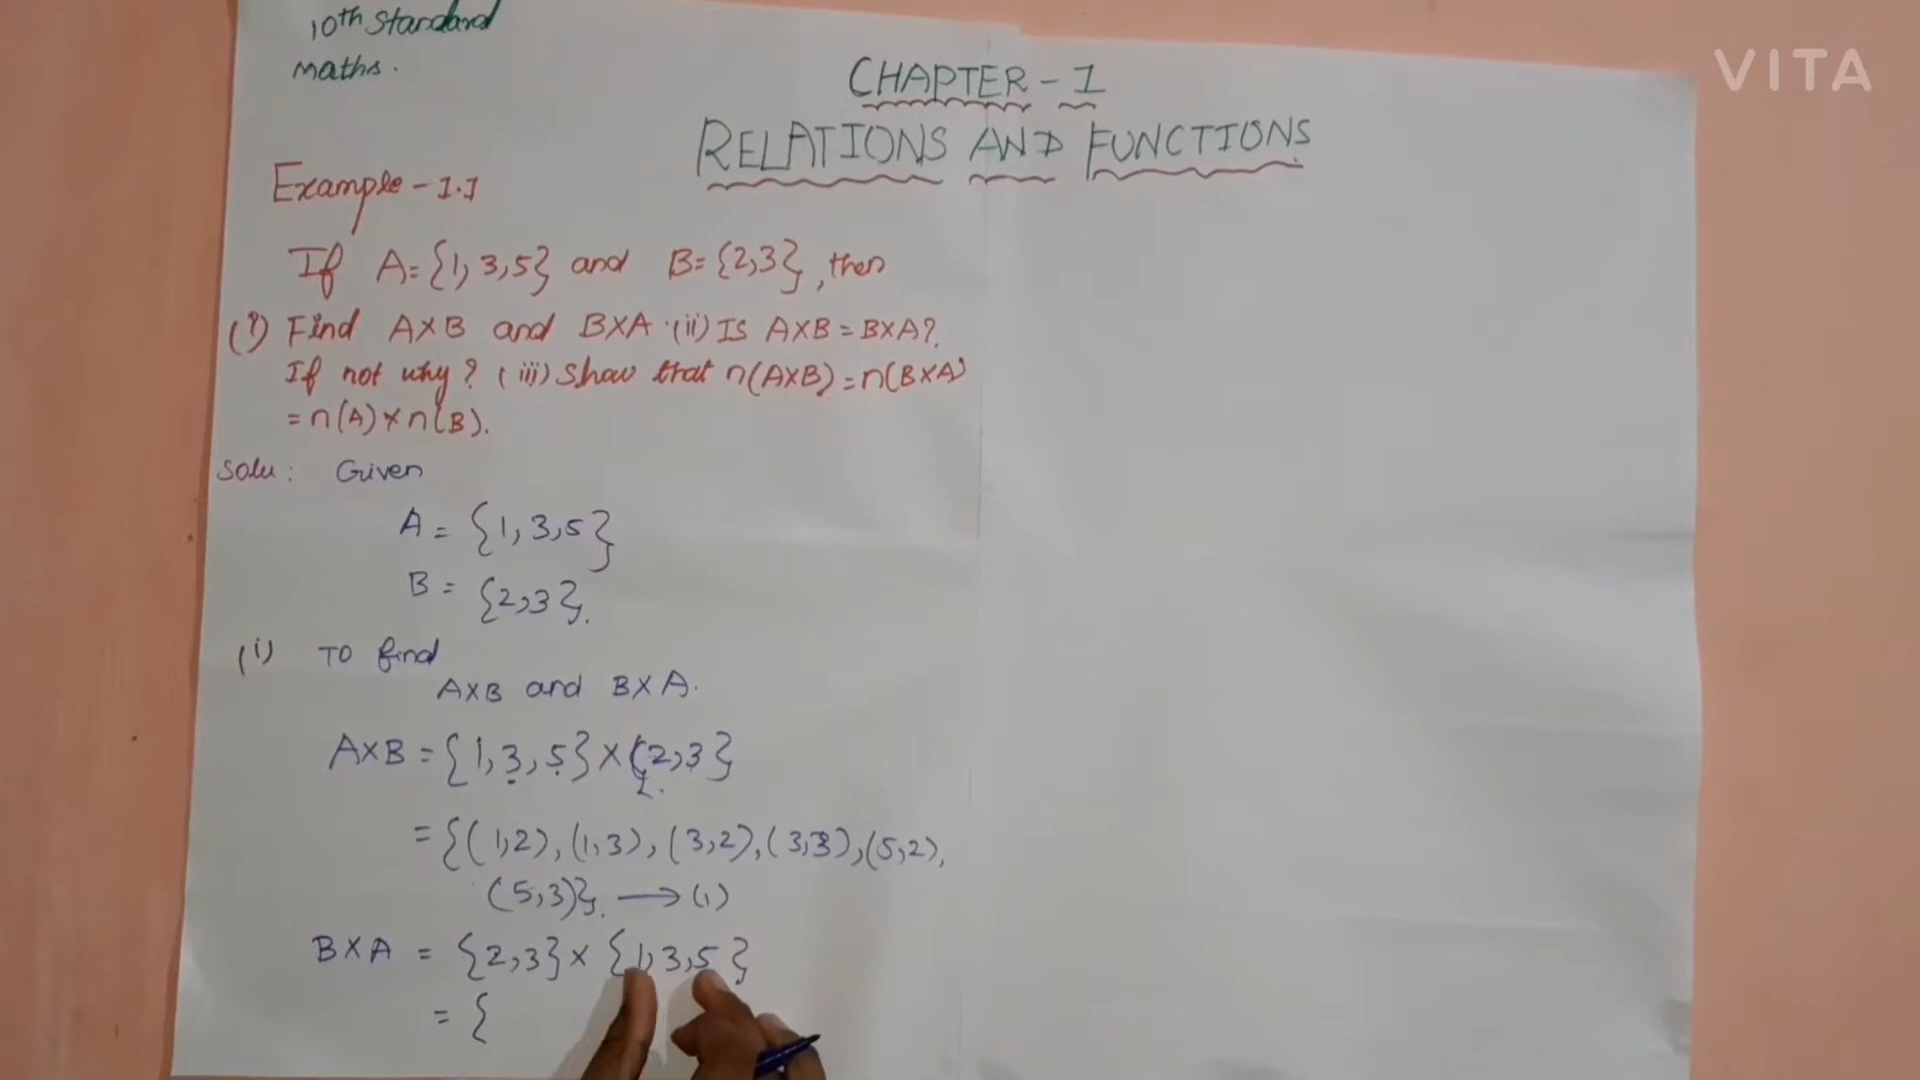 10th Standard
Maths.
VITA
CHAPTER - 1
RELATIONS AND FUNCTIONS
Example - 1.1
If A = {1, 3, 5} and B = {2, 3}, then
(i) Find A×B and B×A. (ii) Is A×B = B×A?
If not why? (iii) Show that n(A×B) = n(B×A)
= n(A) × n(B).
Solu: Given
A = {1, 3, 5}
B = {2, 3}.
(i) To find
A×B and B×A.
A×B = {1, 3, 5} × {2, 3}
= {(1,2), (1,3), (3,2), (3,3), (5,2),
(5,3)}. → (1)
B×A = {2, 3} × {1, 3, 5}
= {